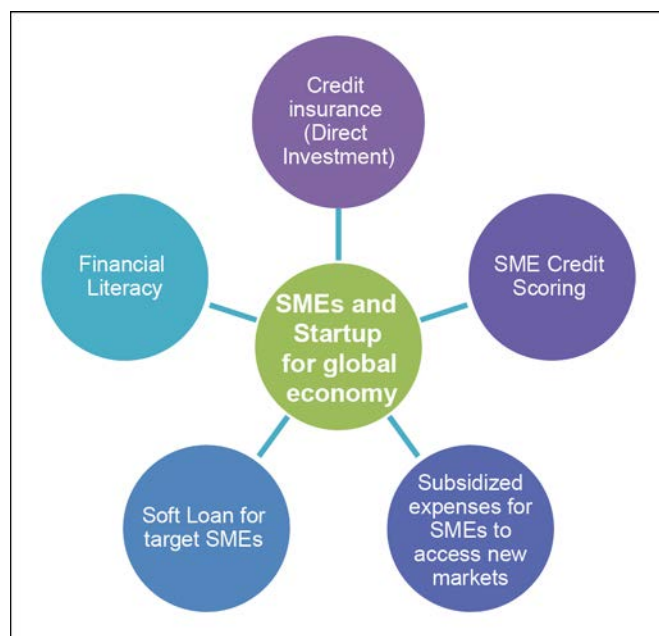 Credit
insurance
(Direct
Investment)
Financial
Literacy
SME Credit
Scoring
SMEs and
Startup
for global
economy
Soft Loan for
target SMEs
Subsidized
expenses for
SMEs to
access new
markets